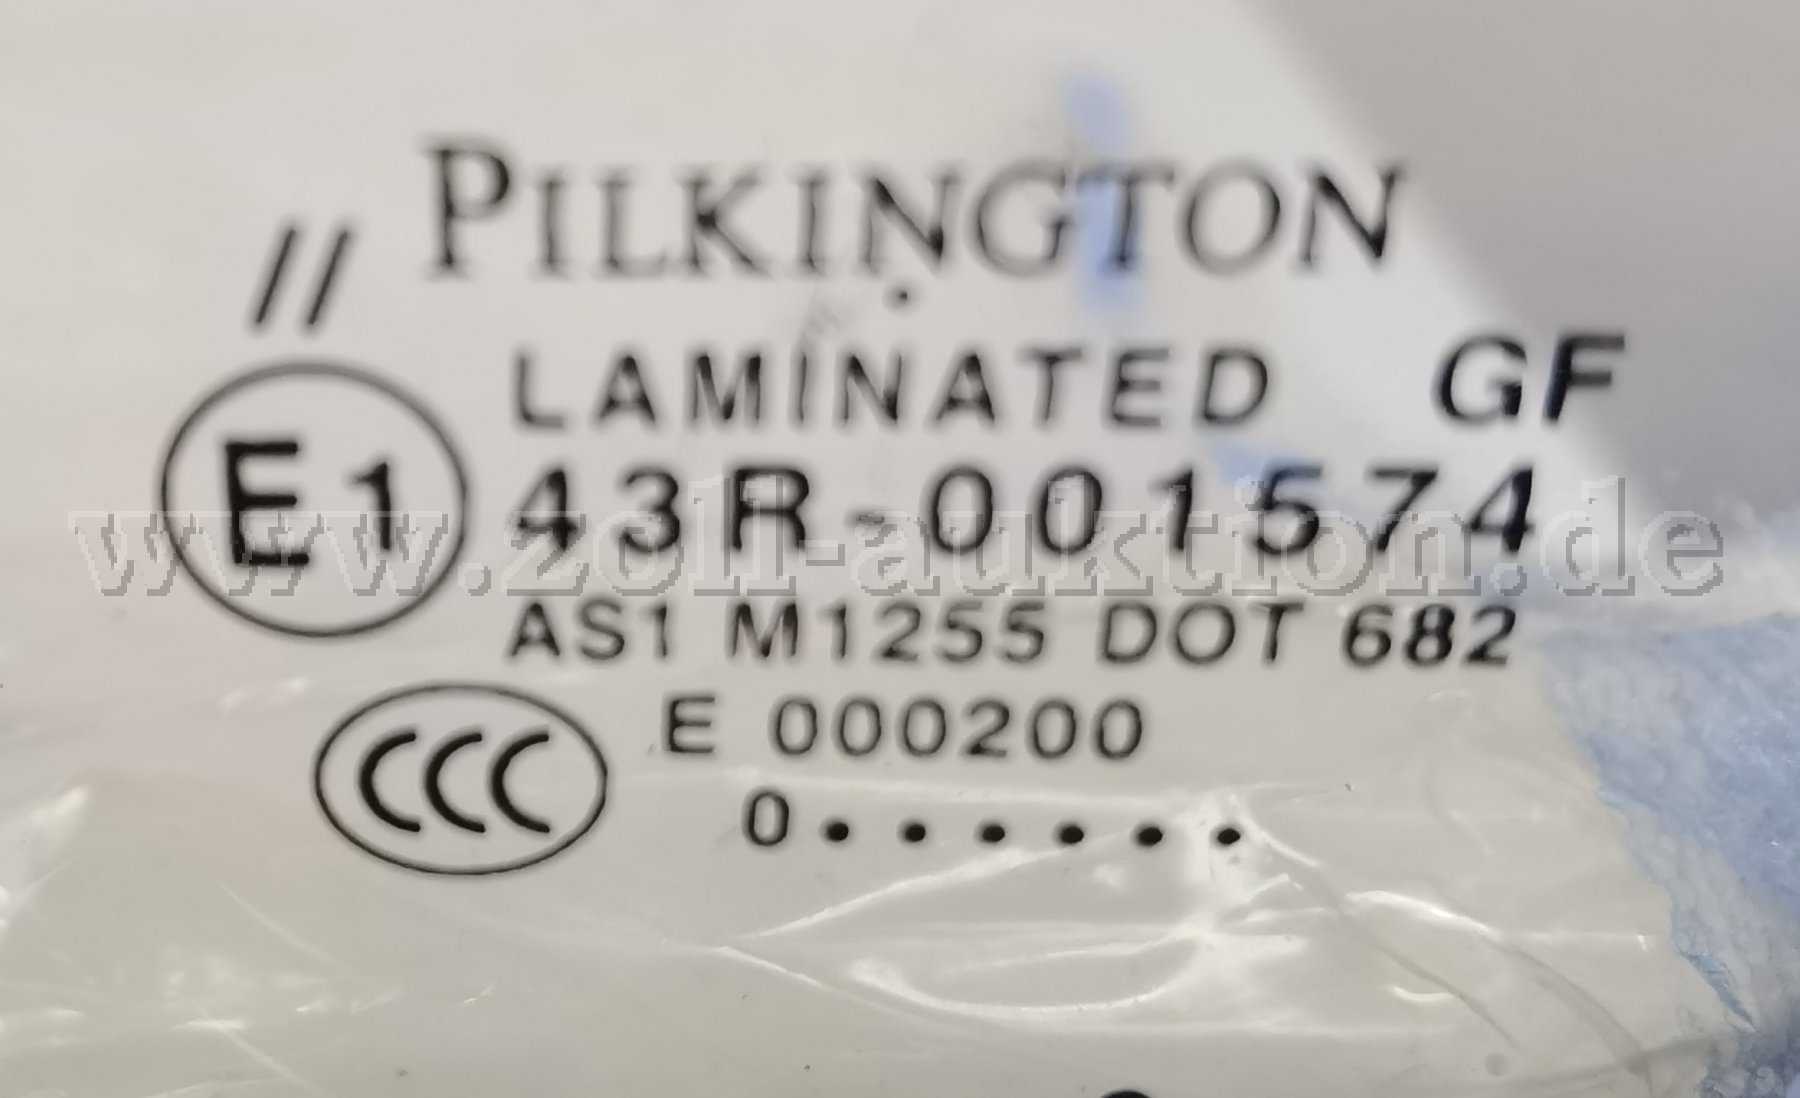 PILKINGTON
//
LAMINATED GF
E1 43R-001574
AS1 M1255 DOT 682
CCC E 000200
0······
www.zoll-auktion.de